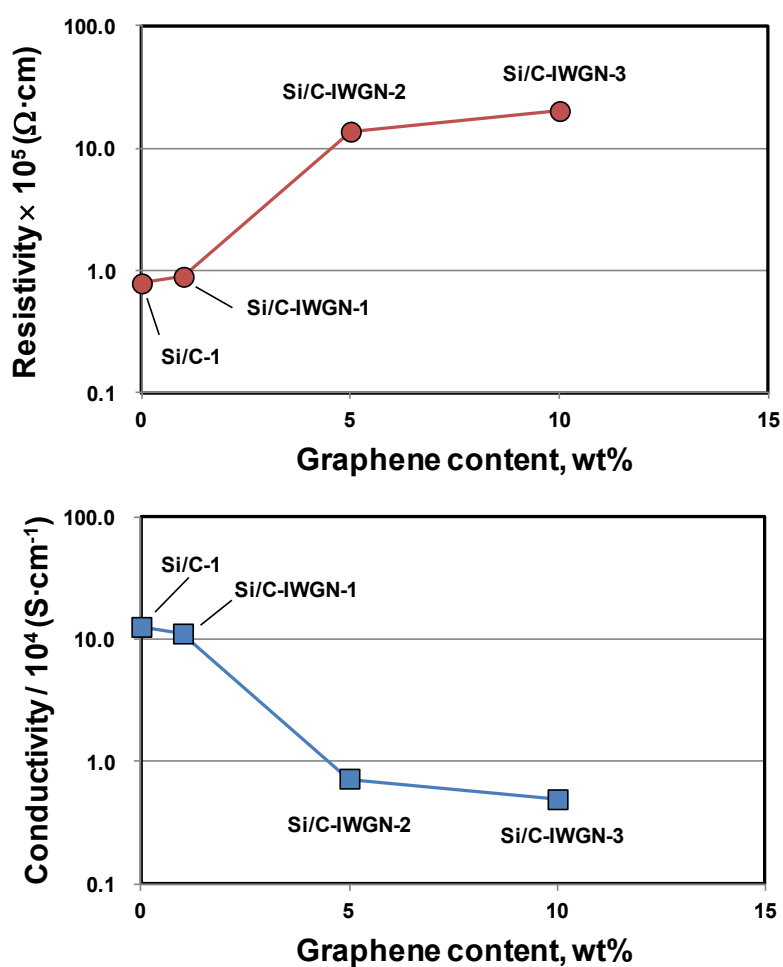 100.0
10.0
1.0
0.1
Resistivity × 10⁵ (Ω·cm)
Si/C-IWGN-2
Si/C-IWGN-3
Si/C-IWGN-1
Si/C-1
0 5 10 15
Graphene content, wt%
100.0
10.0
1.0
0.1
Conductivity / 10⁴ (S·cm⁻¹)
Si/C-1
Si/C-IWGN-1
Si/C-IWGN-2
Si/C-IWGN-3
0 5 10 15
Graphene content, wt%